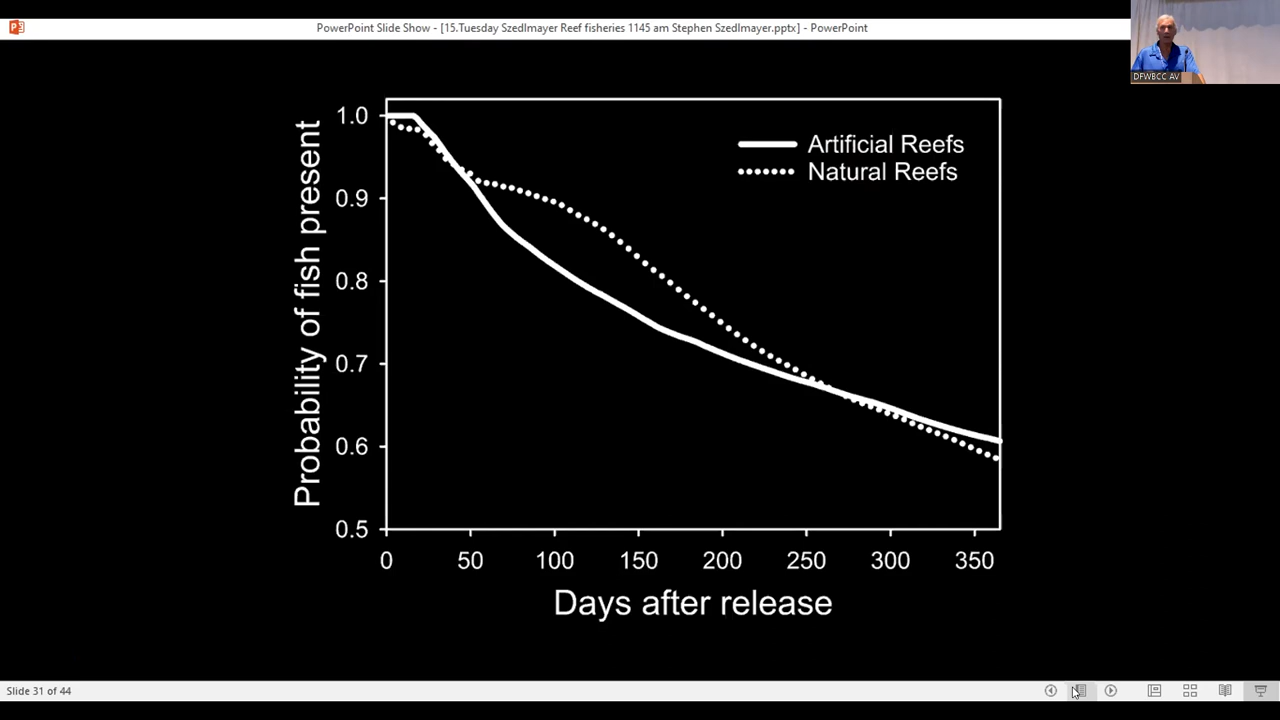 PowerPoint Slide Show - [15.Tuesday Szedlmayer Reef fisheries 1145 am Stephen Szedlmayer.pptx] - PowerPoint
DFWBCC AV
Artificial Reefs
Natural Reefs
Probability of fish present
1.0
0.9
0.8
0.7
0.6
0.5
0 50 100 150 200 250 300 350
Days after release
Slide 31 of 44